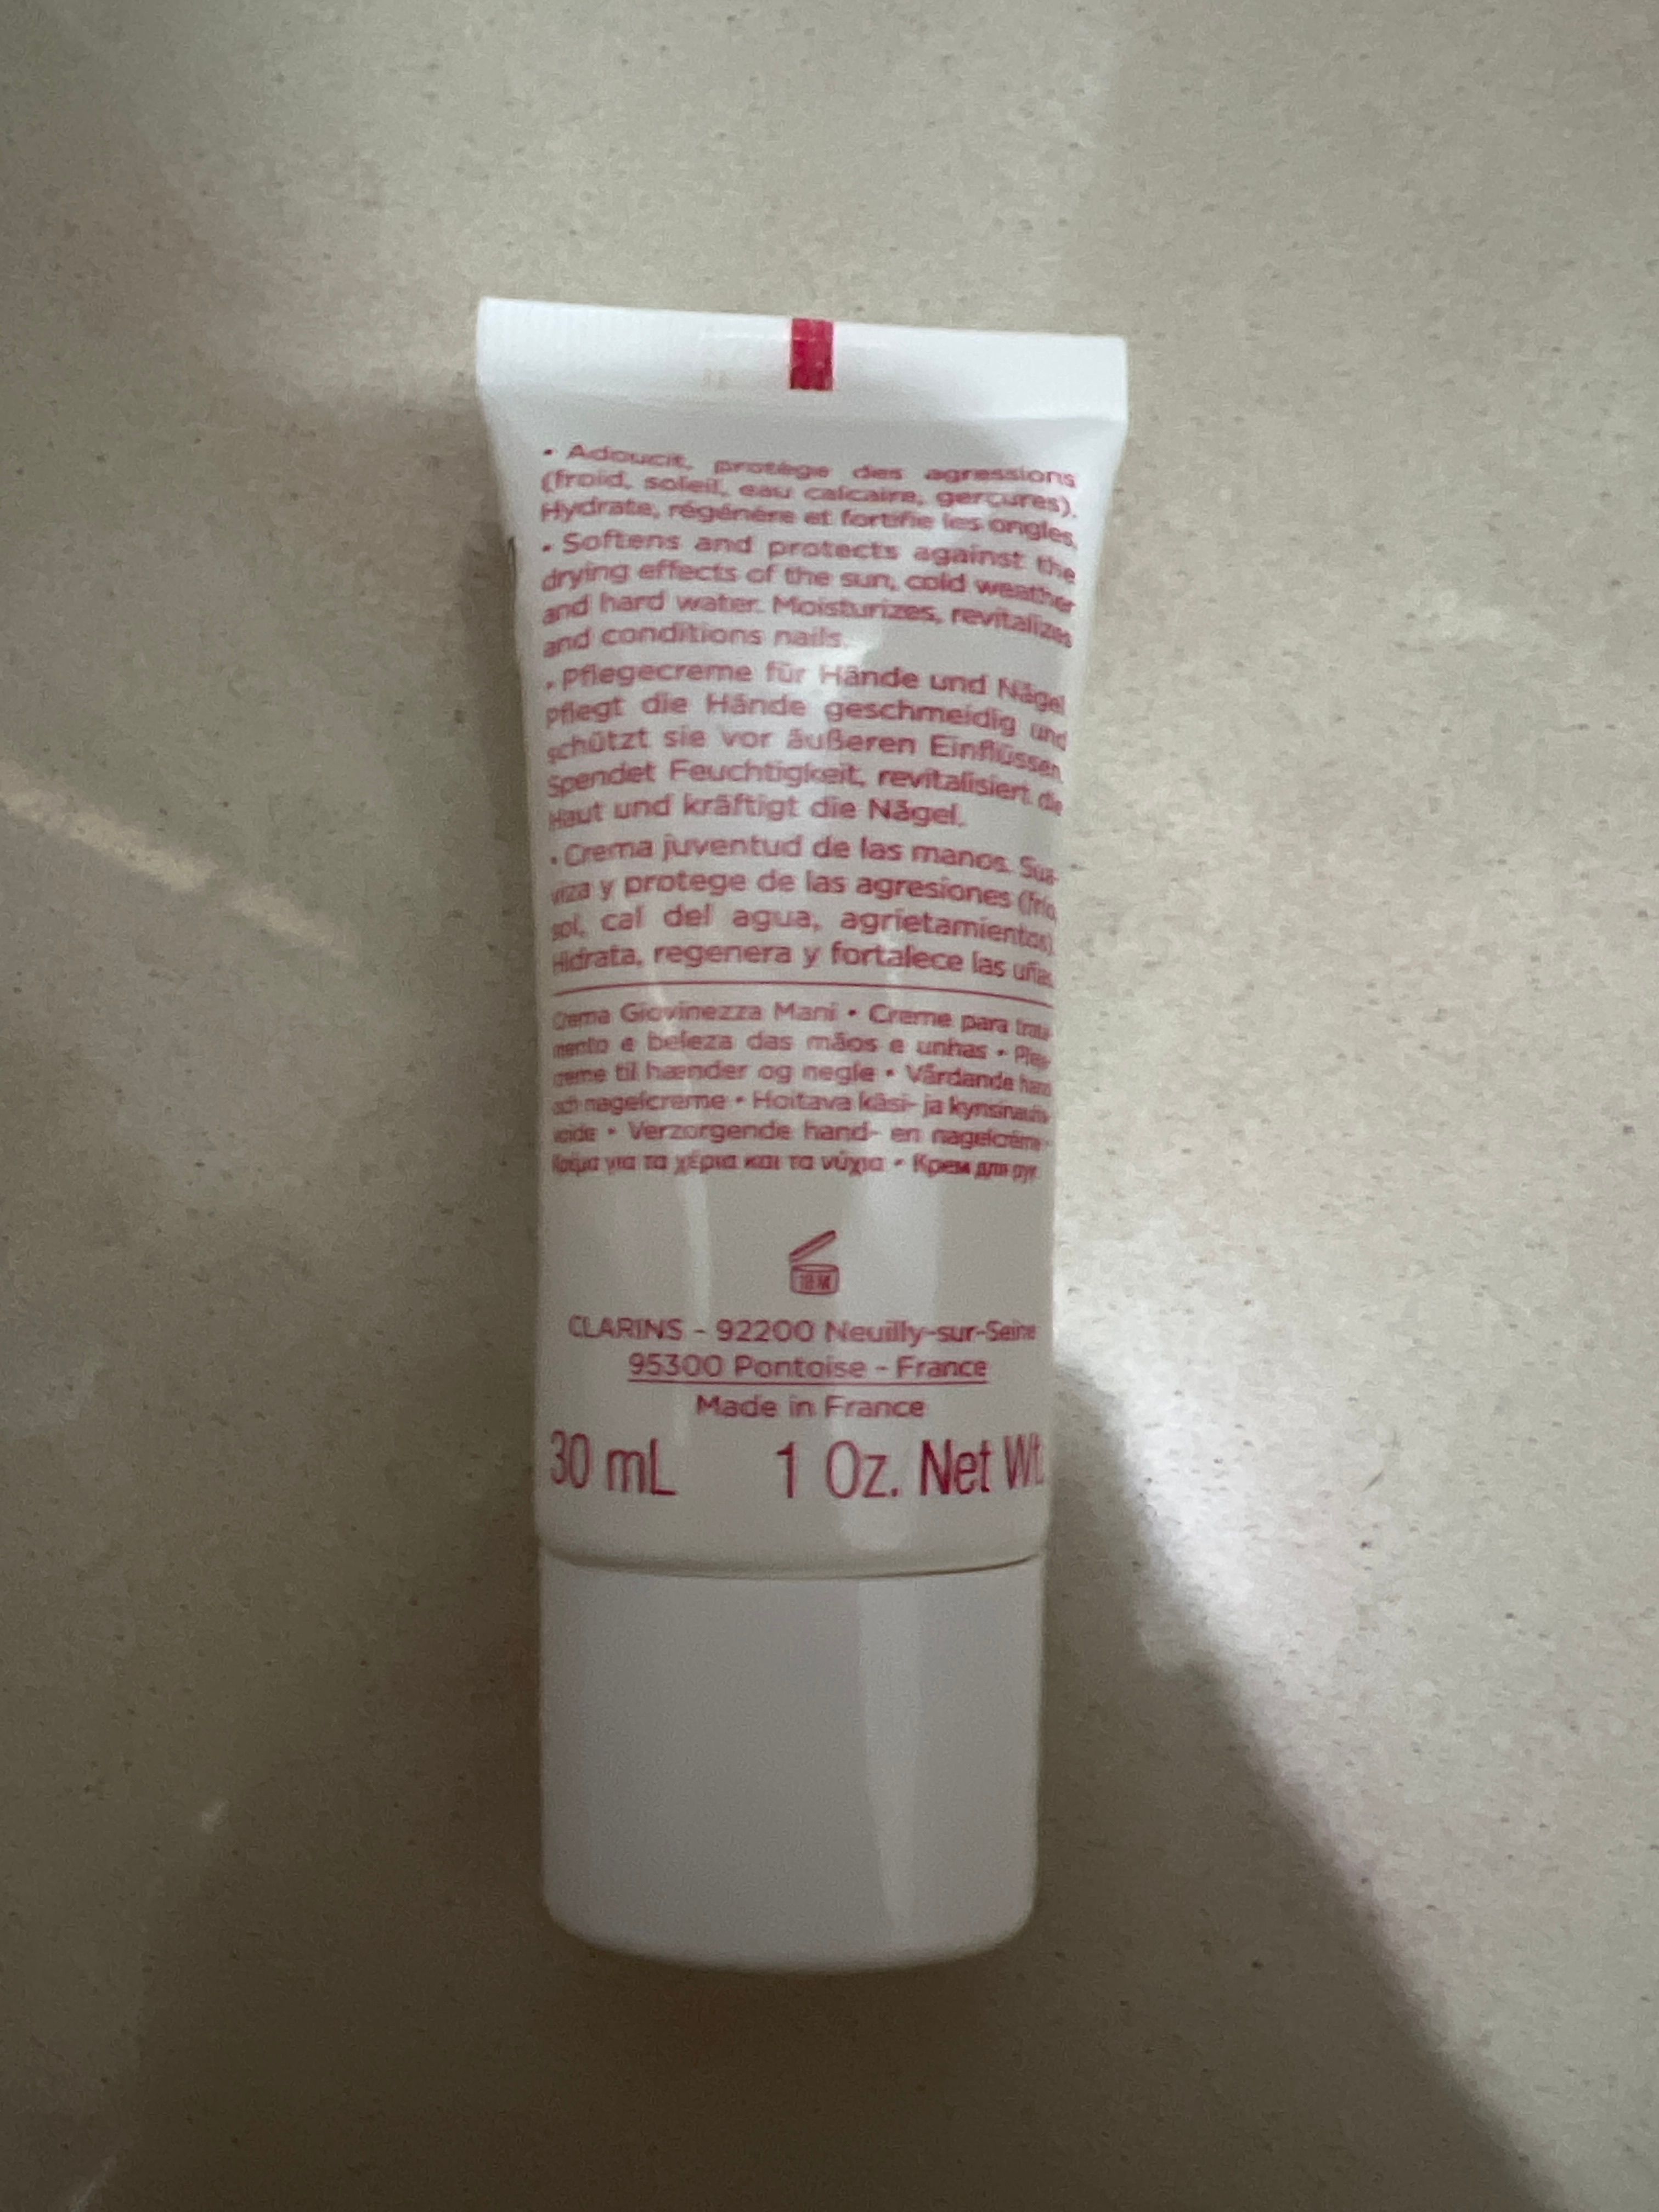 • Adoucit, protège des agressions
(froid, soleil, eau calcaire, gerçures).
Hydrate, régénère et fortifie les ongles.
• Softens and protects against the
drying effects of the sun, cold weather
and hard water. Moisturizes, revitalizes
and conditions nails.
• Pflegecreme für Hände und Nägel
Pflegt die Hände geschmeidig und
schützt sie vor äußeren Einflüssen.
Spendet Feuchtigkeit, revitalisiert die
Haut und kräftigt die Nägel.
• Crema juventud de las manos. Sua-
viza y protege de las agresiones (frío,
sol, cal del agua, agrietamientos).
Hidrata, regenera y fortalece las uñas.
Crema Giovinezza Mani • Creme para trata-
mento e beleza das mãos e unhas •
creme til hænder og negle • Vårdande hand
och nagelcreme • Hoitava käsi- ja
• Verzorgende hand- en nagelcrème •
Κρέμα για τα χέρια και τα νύχια • Крем для рук
18 M
CLARINS - 92200 Neuilly-sur-Seine
95300 Pontoise - France
Made in France
30 mL 1 Oz. Net Wt.